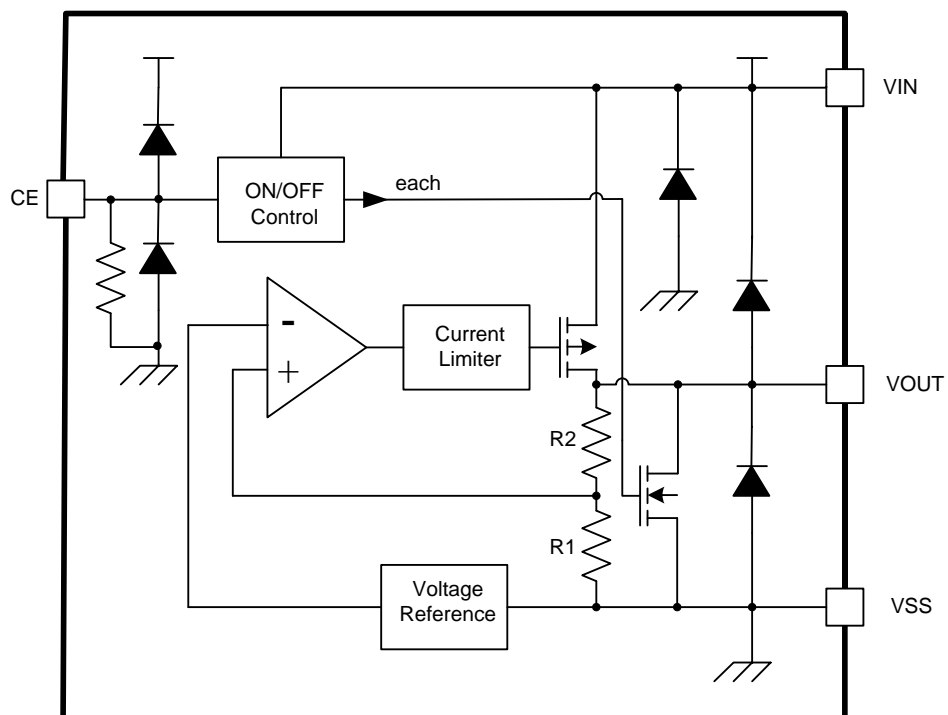 VIN
CE
ON/OFF
Control
each
-
+
Current
Limiter
VOUT
R2
R1
Voltage
Reference
VSS